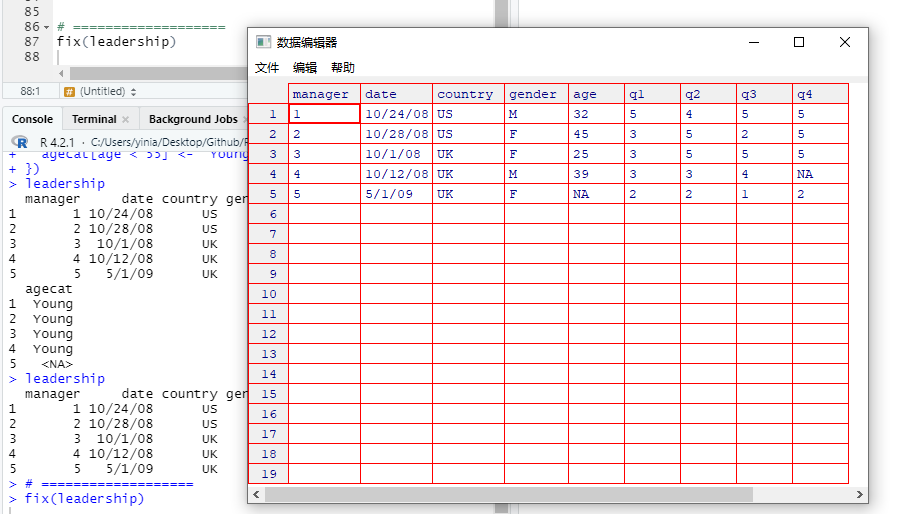 85
86 # ===================
87 fix(leadership)
88
88:1 # (Untitled)
Console Terminal × Background Jobs ×
R 4.2.1 · C:/Users/yinia/Desktop/Github/R
+ agecat[age < 55] <- "Young
+ })
> leadership
manager date country gen
1 1 10/24/08 US
2 2 10/28/08 US
3 3 10/1/08 UK
4 4 10/12/08 UK
5 5 5/1/09 UK
agecat
1 Young
2 Young
3 Young
4 Young
5 <NA>
> leadership
manager date country gen
1 1 10/24/08 US
2 2 10/28/08 US
3 3 10/1/08 UK
4 4 10/12/08 UK
5 5 5/1/09 UK
> # ===================
> fix(leadership)
数据编辑器
文件 编辑 帮助
manager date country gender age q1 q2 q3 q4
1 1 10/24/08 US M 32 5 4 5 5
2 2 10/28/08 US F 45 3 5 2 5
3 3 10/1/08 UK F 25 3 5 5 5
4 4 10/12/08 UK M 39 3 3 4 NA
5 5 5/1/09 UK F NA 2 2 1 2
6
7
8
9
10
11
12
13
14
15
16
17
18
19